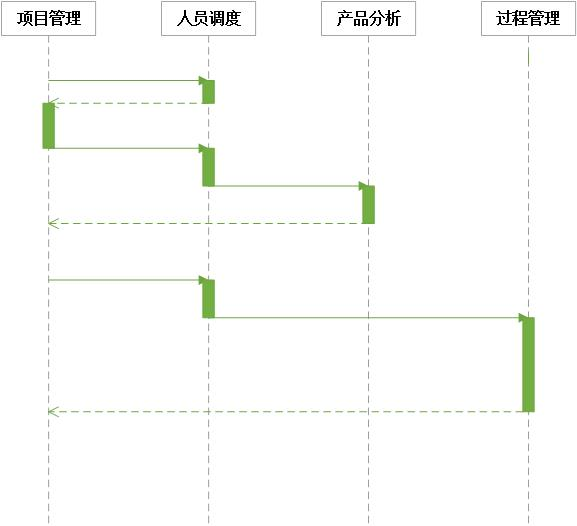 项目管理
人员调度
产品分析
过程管理